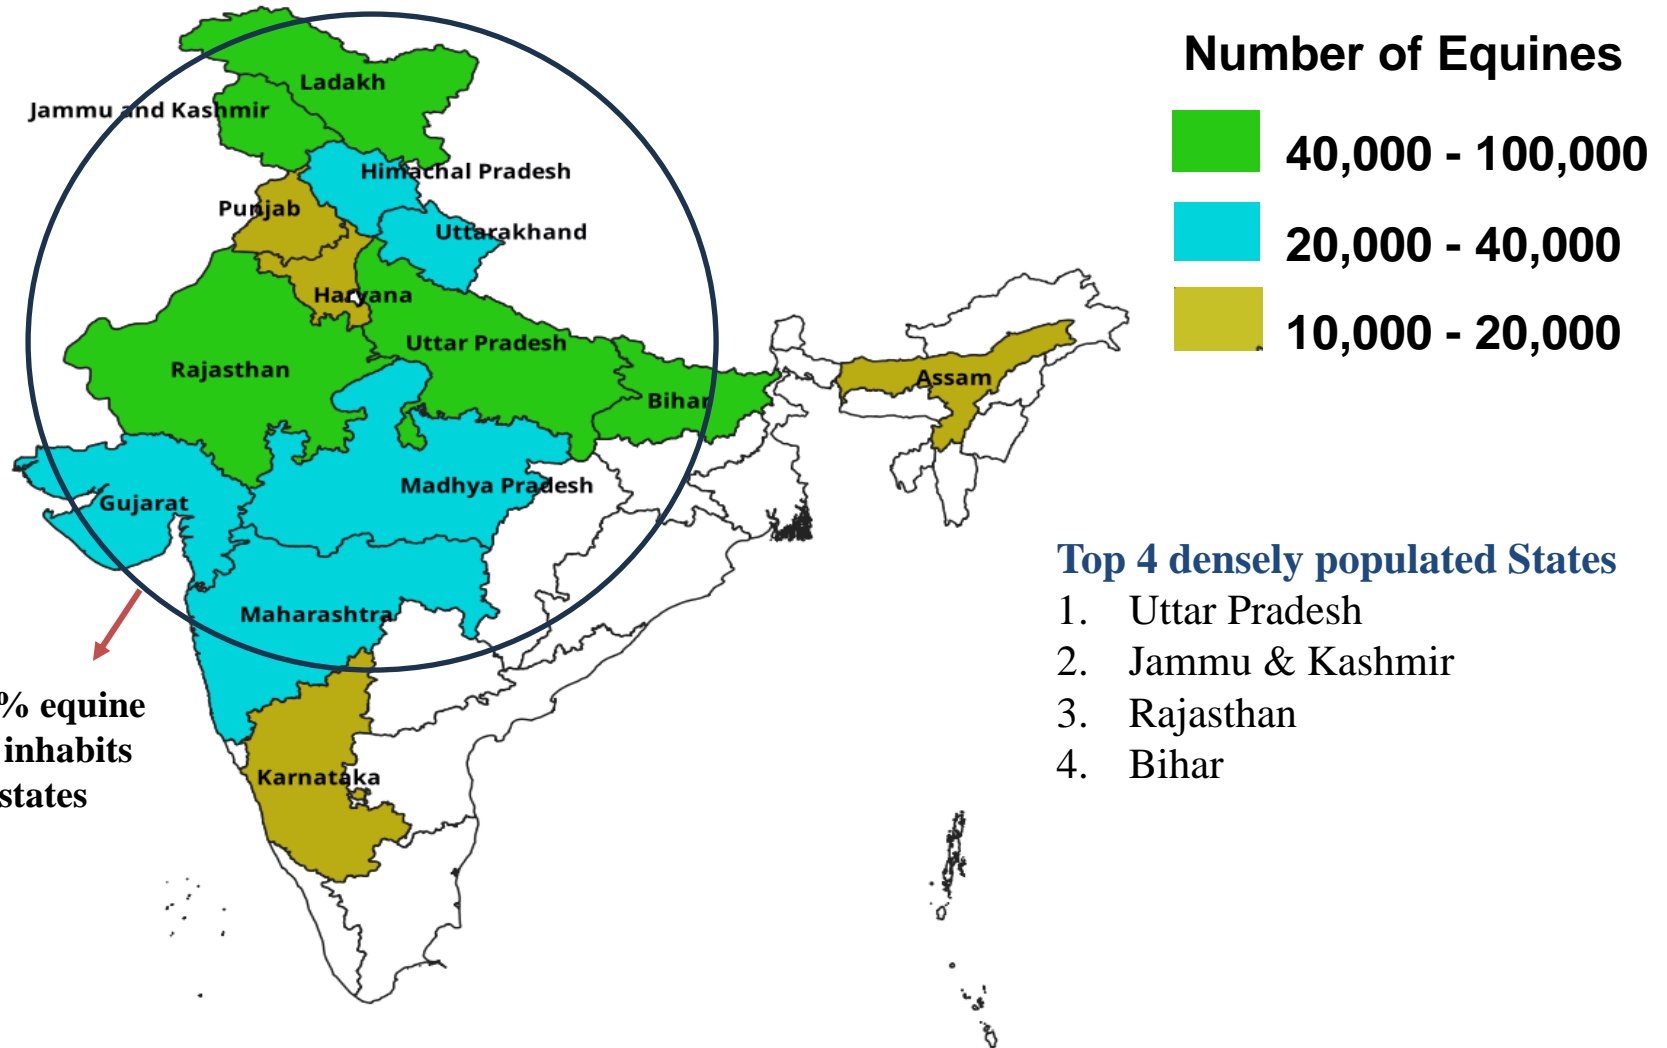 Number of Equines
40,000 - 100,000
20,000 - 40,000
10,000 - 20,000
Ladakh
Jammu and Kashmir
Himachal Pradesh
Punjab
Uttarakhand
Haryana
Uttar Pradesh
Rajasthan
Assam
Bihar
Madhya Pradesh
Gujarat
Maharashtra
Karnataka
% equine
inhabits
states
Top 4 densely populated States
1. Uttar Pradesh
2. Jammu & Kashmir
3. Rajasthan
4. Bihar